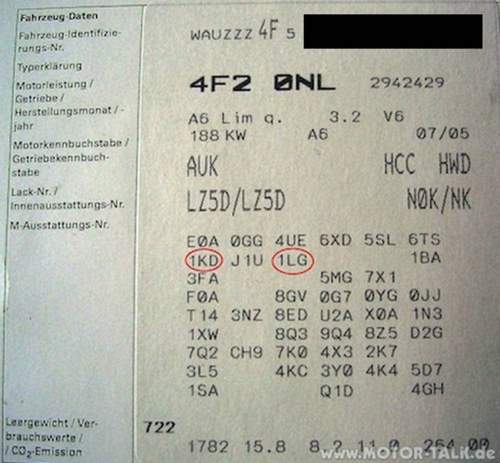 Fahrzeug-Daten
Fahrzeug-Identifizie-
rungs-Nr.
WAUZZZ 4F 5
Typerklärung
4F2 0NL 2942429
Motorleistung /
Getriebe /
Herstellungsmonat / -
jahr
A6 Lim q. 3.2 V6
188 KW A6 07/05
Motorkennbuchstabe /
Getriebekennbuch-
stabe
AUK HCC HWD
Lack-Nr. /
Innenausstattungs-Nr.
LZ5D/LZ5D N0K/NK
M-Ausstattungs-Nr.
E0A 0GG 4UE 6XD 5SL 6TS
1KD J1U 1LG 1BA
3FA 5MG 7X1
F0A 8GV 0G7 0YG 0JJ
T14 3NZ 8ED U2A X0A 1N3
1XW 8Q3 9Q4 8Z5 D2G
7Q2 CH9 7K0 4X3 2K7
3L5 4KC 3Y0 4K4 5D7
1SA Q1D 4GH
Leergewicht / Ver-
brauchswerte /
/ CO2-Emission
722
1782 15.8 8.2 11.0 264.00
www.MOTOR-TALK.de